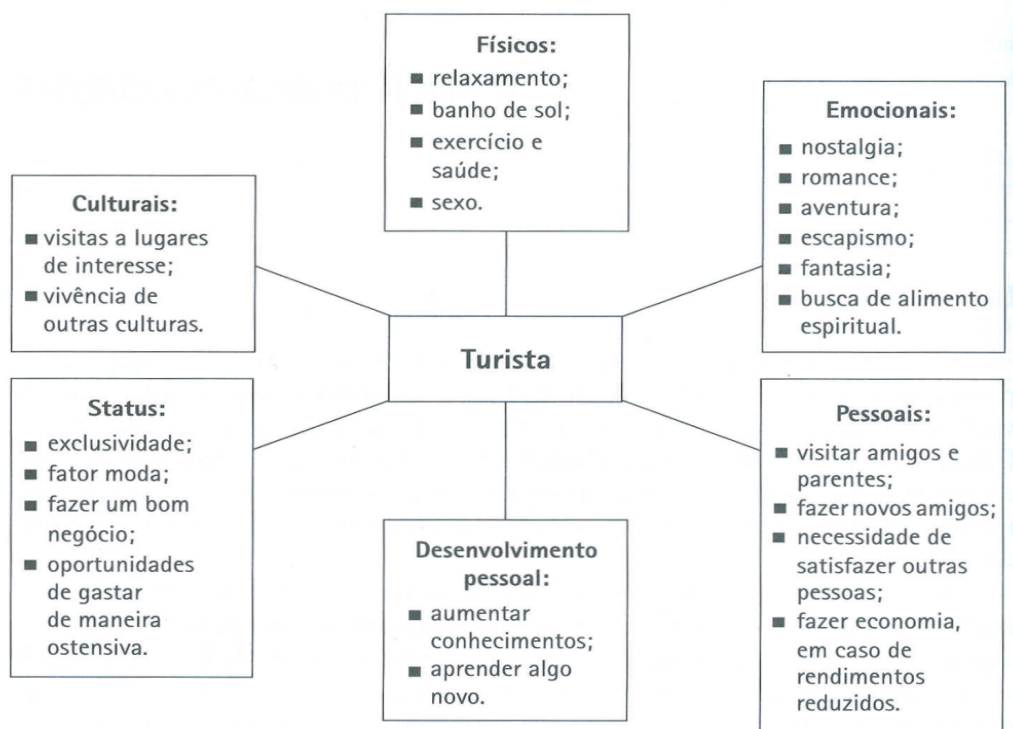 Físicos:
■ relaxamento;
■ banho de sol;
■ exercício e
saúde;
■ sexo.
Emocionais:
■ nostalgia;
■ romance;
■ aventura;
■ escapismo;
■ fantasia;
■ busca de alimento
espiritual.
Culturais:
■ visitas a lugares
de interesse;
■ vivência de
outras culturas.
Turista
Status:
■ exclusividade;
■ fator moda;
■ fazer um bom
negócio;
■ oportunidades
de gastar
de maneira
ostensiva.
Desenvolvimento
pessoal:
■ aumentar
conhecimentos;
■ aprender algo
novo.
Pessoais:
■ visitar amigos e
parentes;
■ fazer novos amigos;
■ necessidade de
satisfazer outras
pessoas;
■ fazer economia,
em caso de
rendimentos
reduzidos.